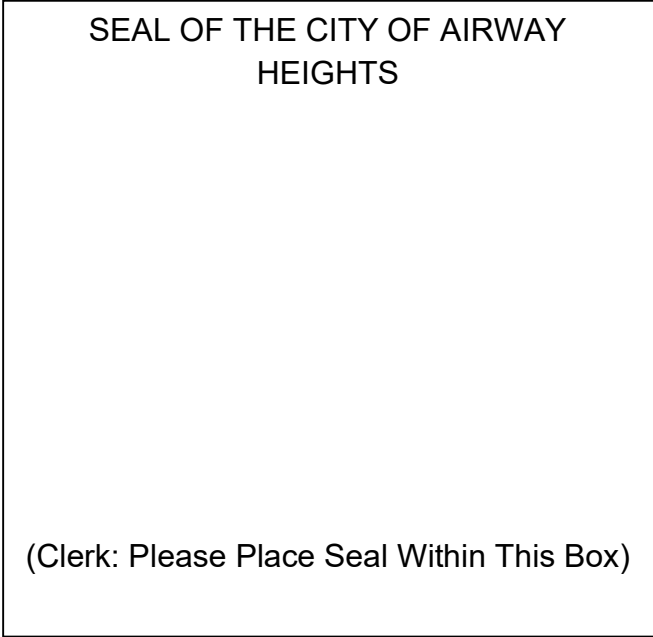 SEAL OF THE CITY OF AIRWAY
HEIGHTS
(Clerk: Please Place Seal Within This Box)